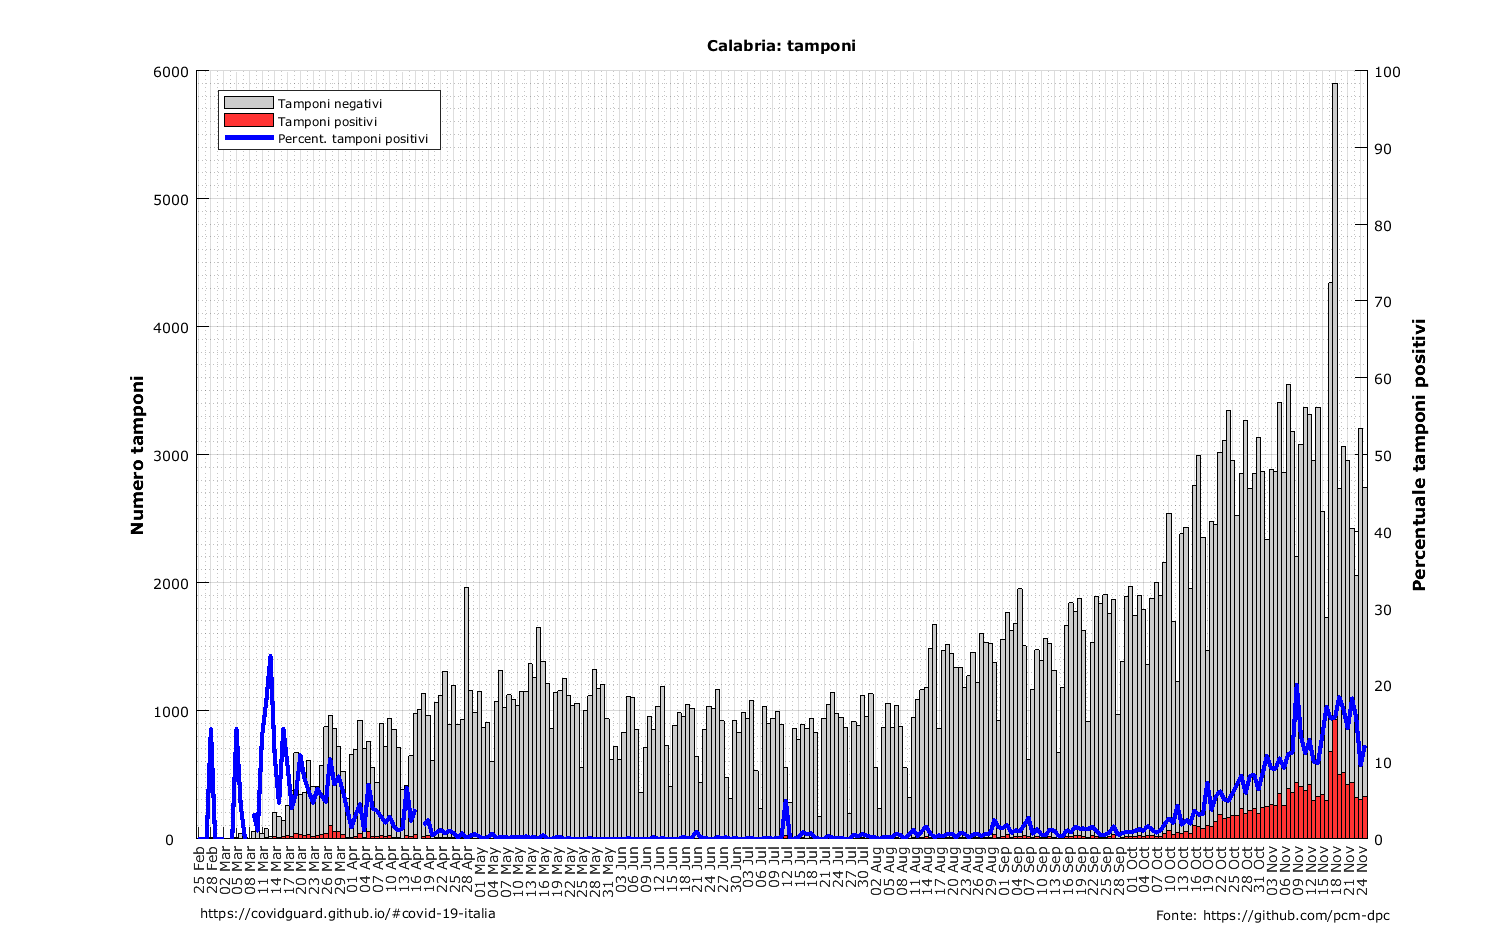 Calabria: tamponi
6000
5000
4000
3000
2000
1000
0
Numero tamponi
Tamponi negativi
Tamponi positivi
Percent. tamponi positivi
100
90
80
70
60
50
40
30
20
10
0
Percentuale tamponi positivi
25 Feb
28 Feb
02 Mar
05 Mar
08 Mar
11 Mar
14 Mar
17 Mar
20 Mar
23 Mar
26 Mar
29 Mar
01 Apr
04 Apr
07 Apr
10 Apr
13 Apr
16 Apr
19 Apr
22 Apr
25 Apr
28 Apr
01 May
04 May
07 May
10 May
13 May
16 May
19 May
22 May
25 May
28 May
31 May
03 Jun
06 Jun
09 Jun
12 Jun
15 Jun
18 Jun
21 Jun
24 Jun
27 Jun
30 Jun
03 Jul
06 Jul
09 Jul
12 Jul
15 Jul
18 Jul
21 Jul
24 Jul
27 Jul
30 Jul
02 Aug
05 Aug
08 Aug
11 Aug
14 Aug
17 Aug
20 Aug
23 Aug
26 Aug
29 Aug
01 Sep
04 Sep
07 Sep
10 Sep
13 Sep
16 Sep
19 Sep
22 Sep
25 Sep
28 Sep
01 Oct
04 Oct
07 Oct
10 Oct
13 Oct
16 Oct
19 Oct
22 Oct
25 Oct
28 Oct
31 Oct
03 Nov
06 Nov
09 Nov
12 Nov
15 Nov
18 Nov
21 Nov
24 Nov
https://covidguard.github.io/#covid-19-italia
Fonte: https://github.com/pcm-dpc